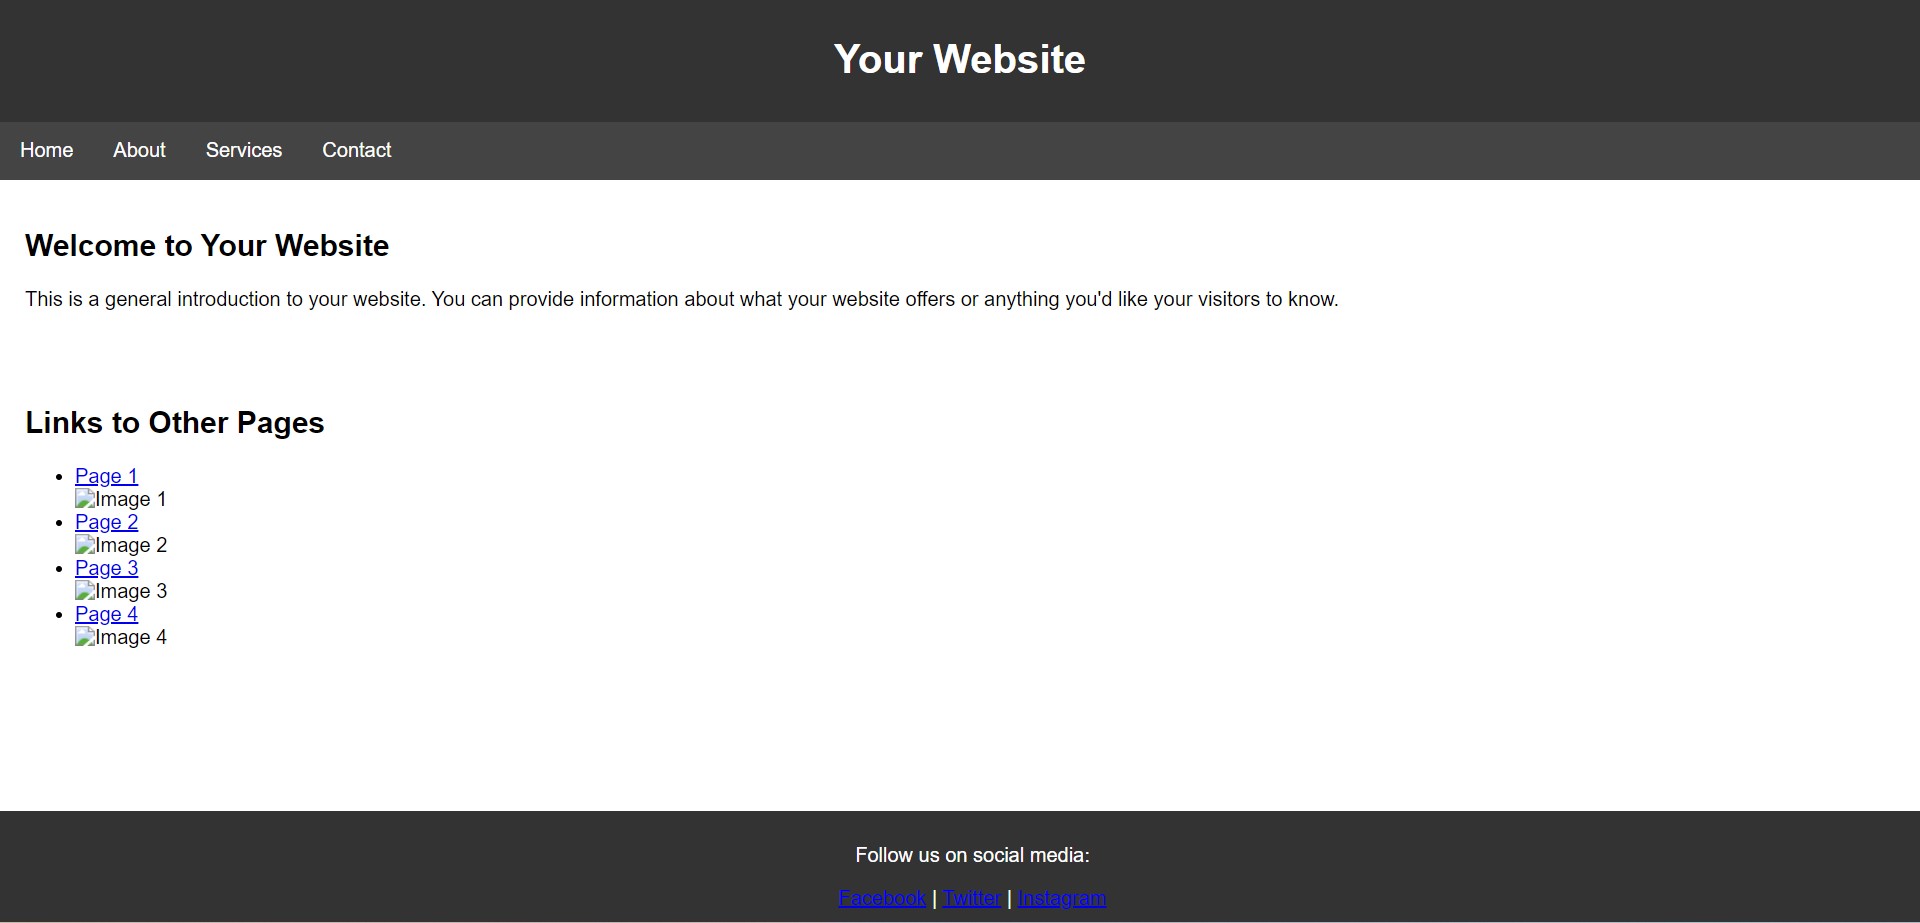 Your Website
Home About Services Contact
Welcome to Your Website
This is a general introduction to your website. You can provide information about what your website offers or anything you'd like your visitors to know.
Links to Other Pages
Page 1
Image 1
Page 2
Image 2
Page 3
Image 3
Page 4
Image 4
Follow us on social media:
Facebook | Twitter | Instagram